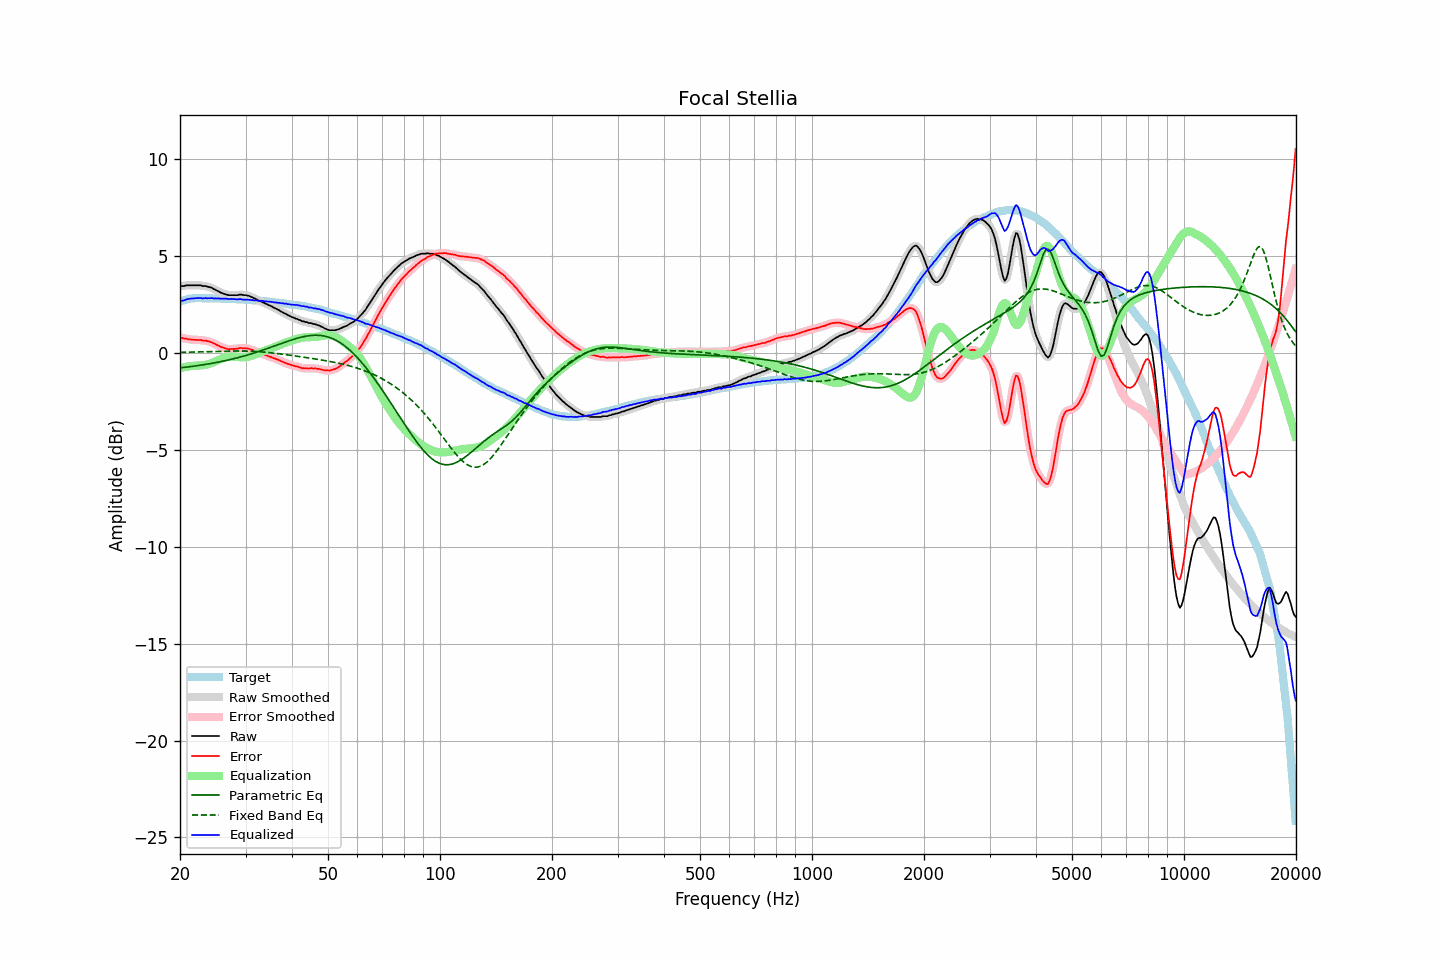 Focal Stellia
Amplitude (dBr)
10
5
0
−5
−10
−15
−20
−25
Target
Raw Smoothed
Error Smoothed
Raw
Error
Equalization
Parametric Eq
Fixed Band Eq
Equalized
20 50 100 200 500 1000 2000 5000 10000 20000
Frequency (Hz)